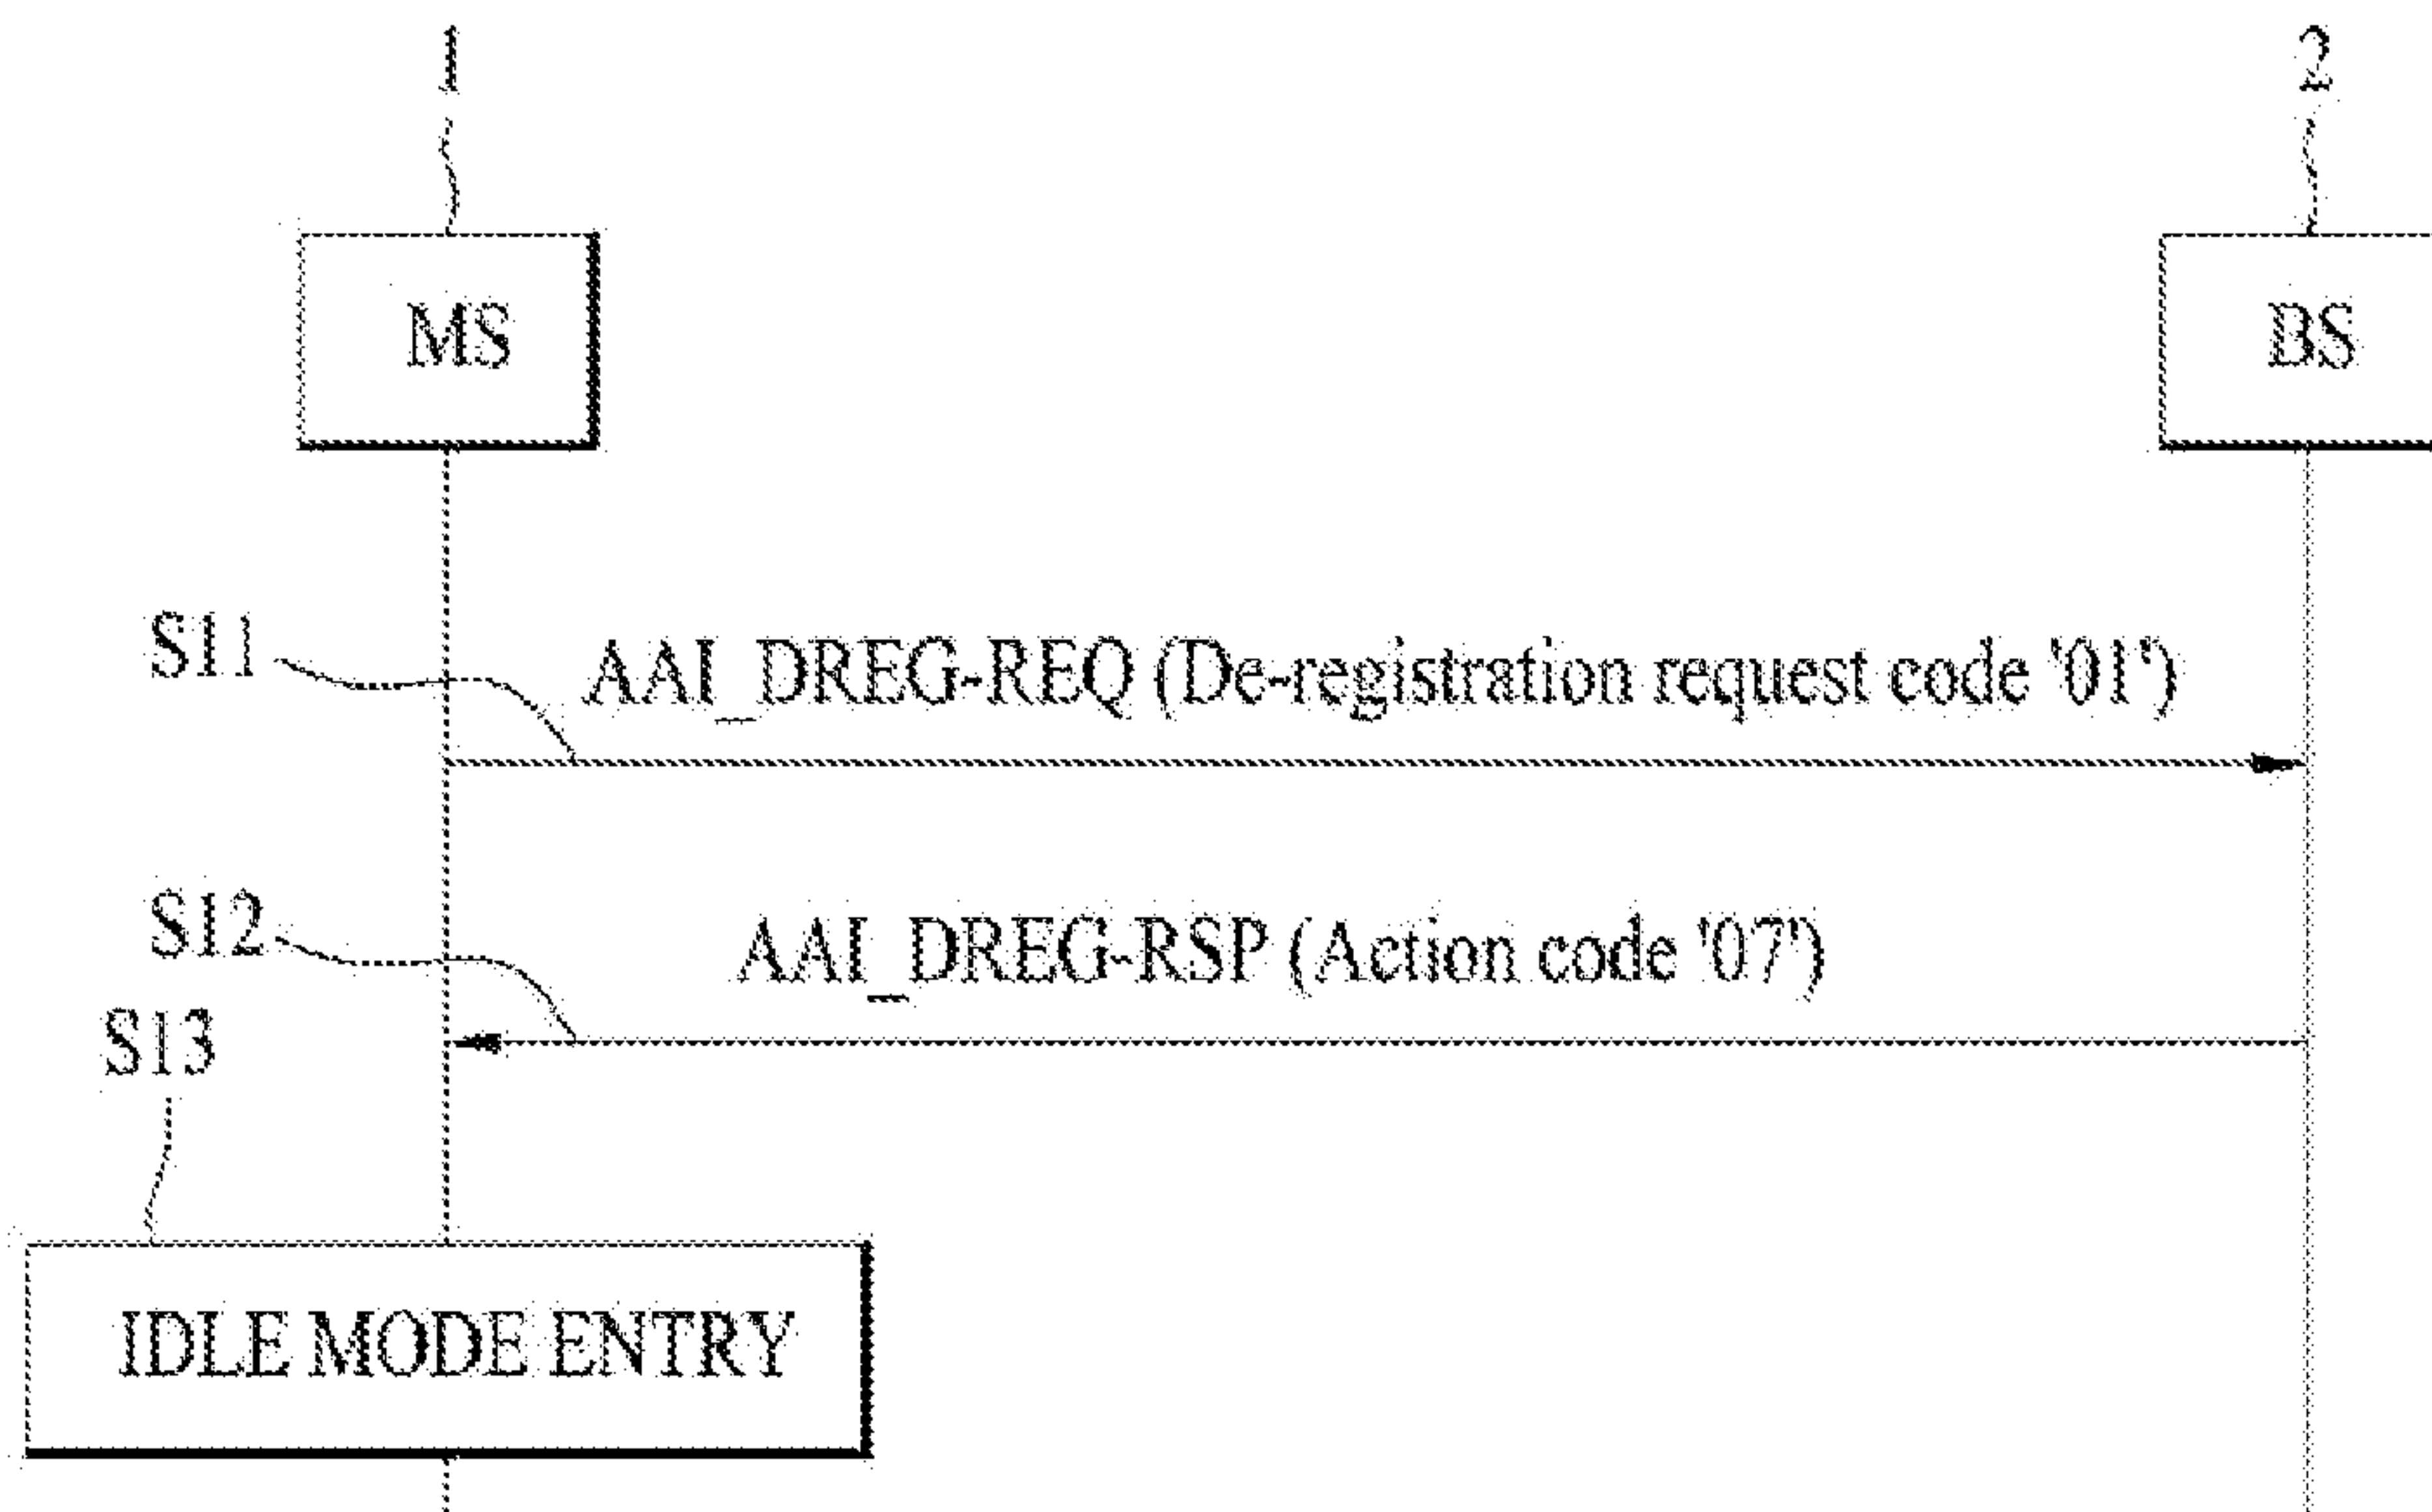 1
2
MS
BS
S11
AAI_DREG-REQ (De-registration request code '01')
S12
AAI_DREG-RSP (Action code '07')
S13
IDLE MODE ENTRY